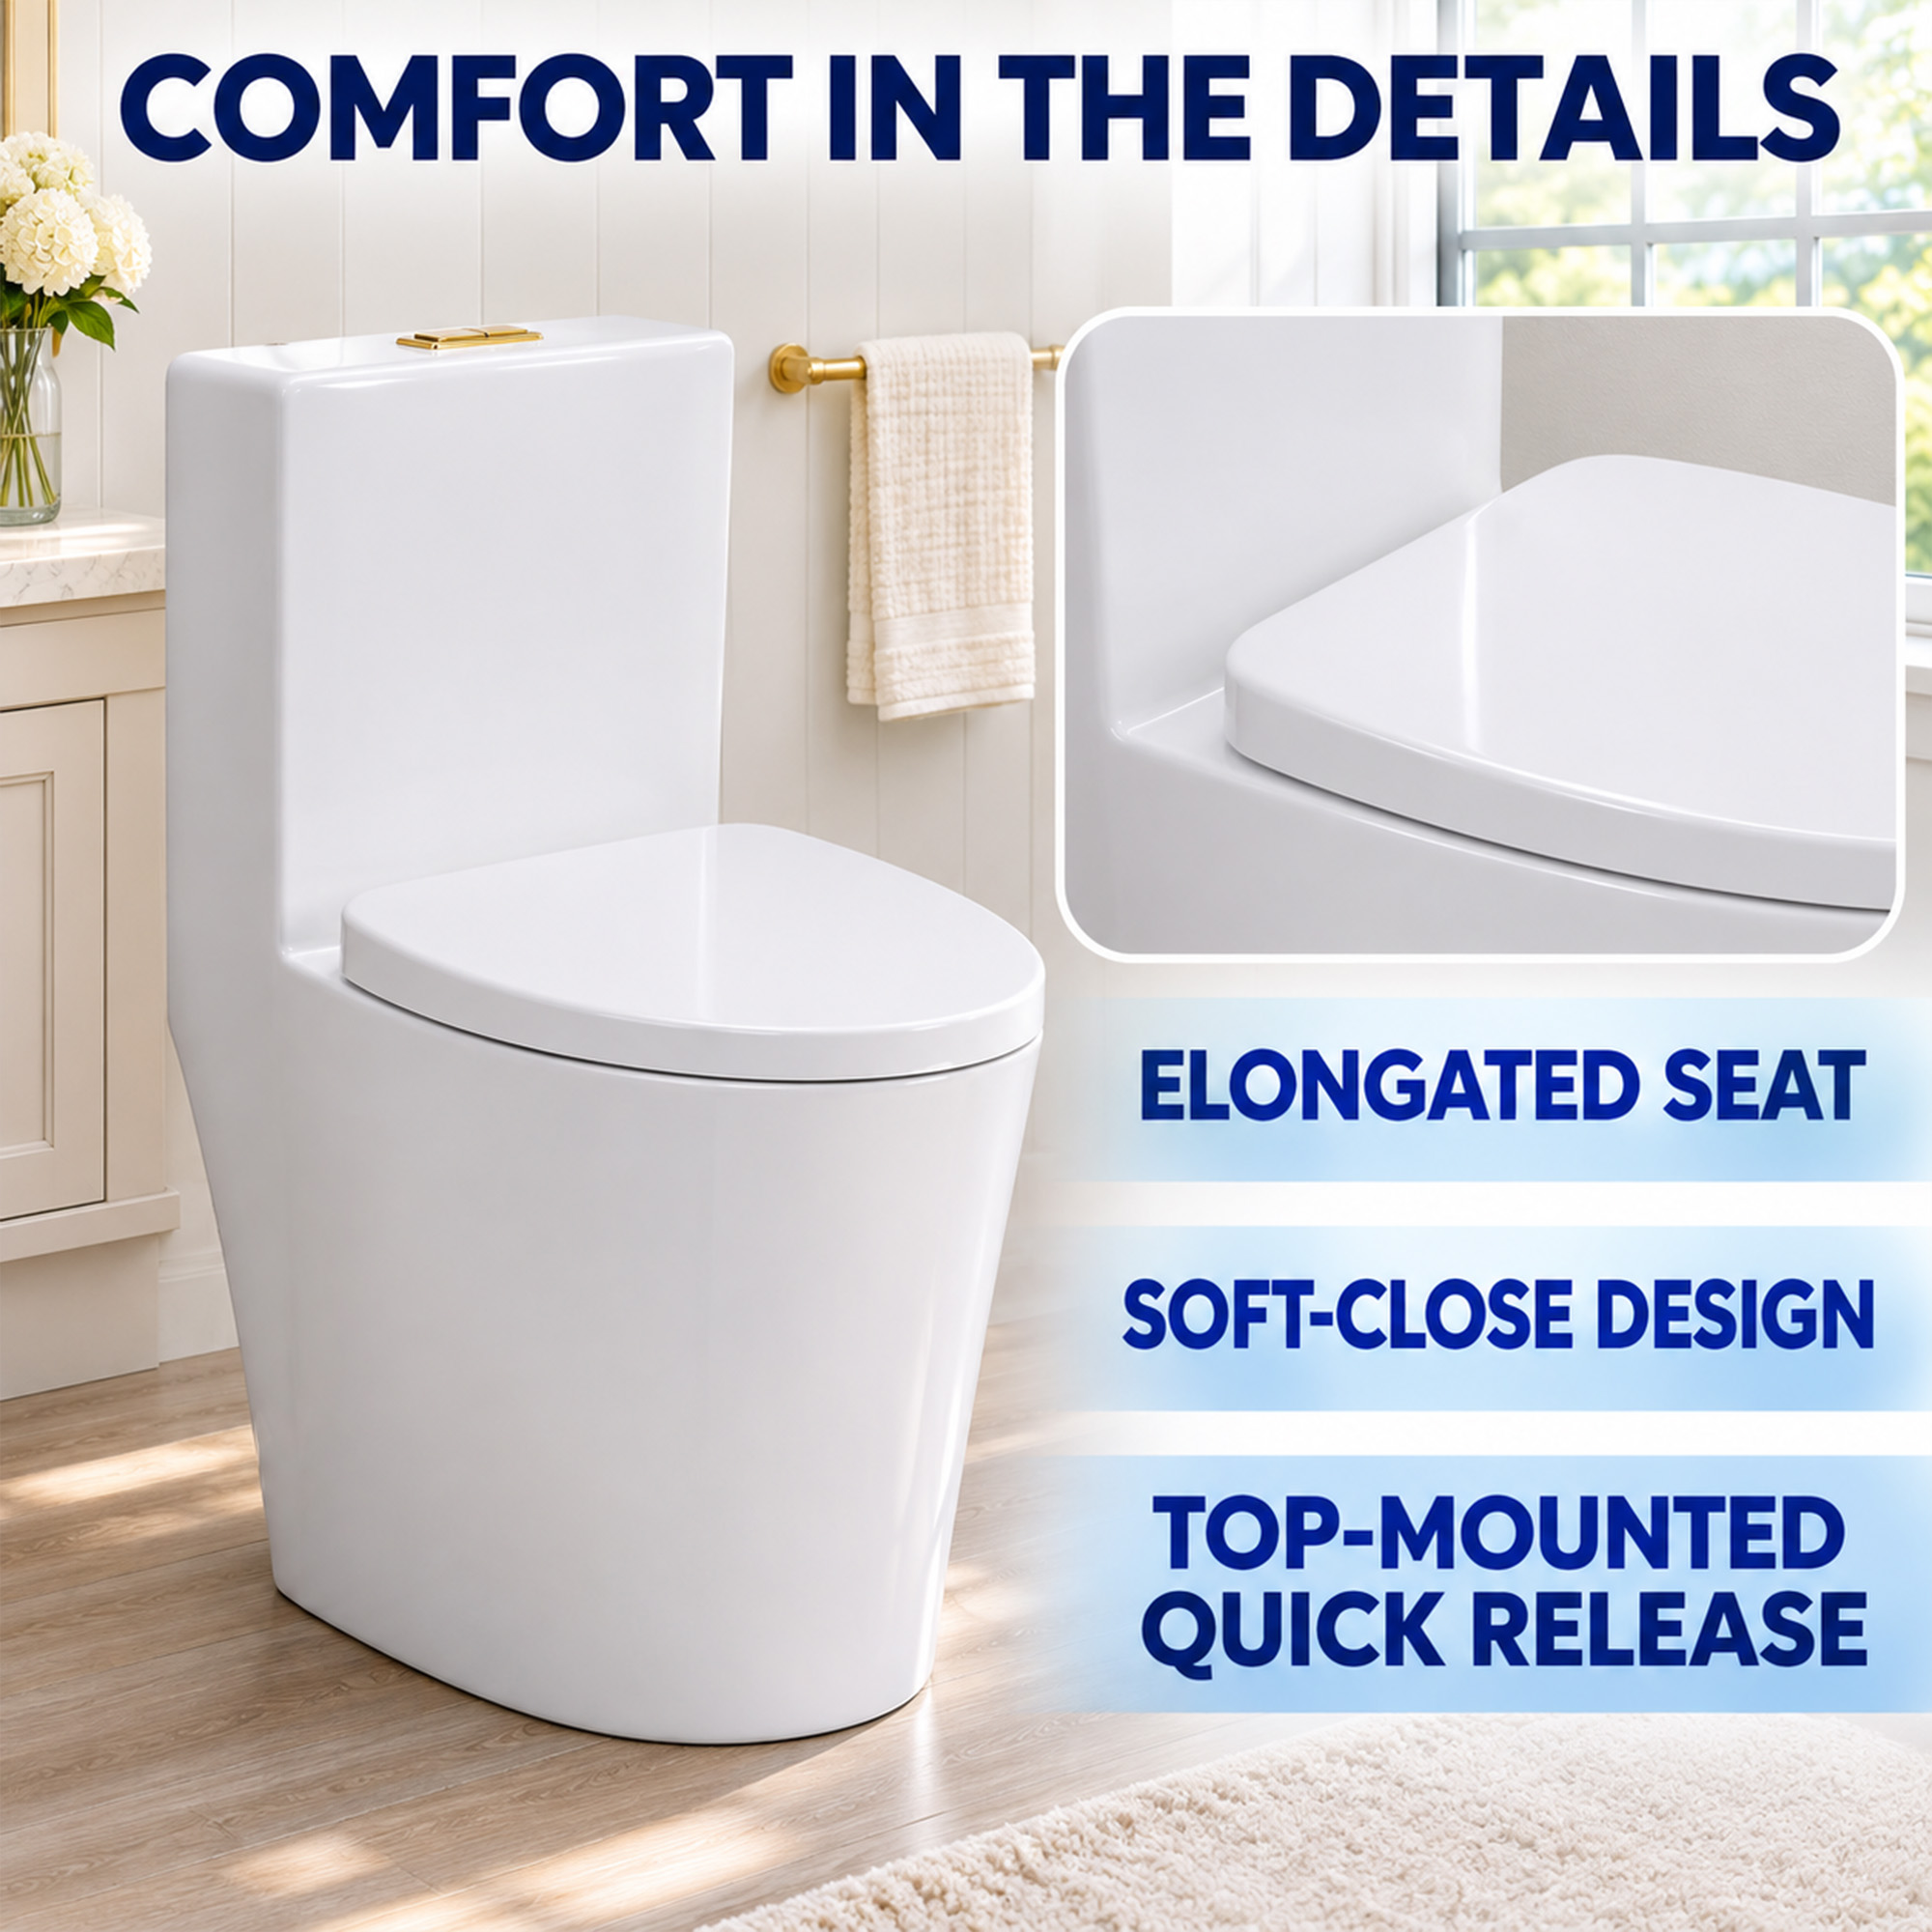 COMFORT IN THE DETAILS
ELONGATED SEAT
SOFT-CLOSE DESIGN
TOP-MOUNTED
QUICK RELEASE